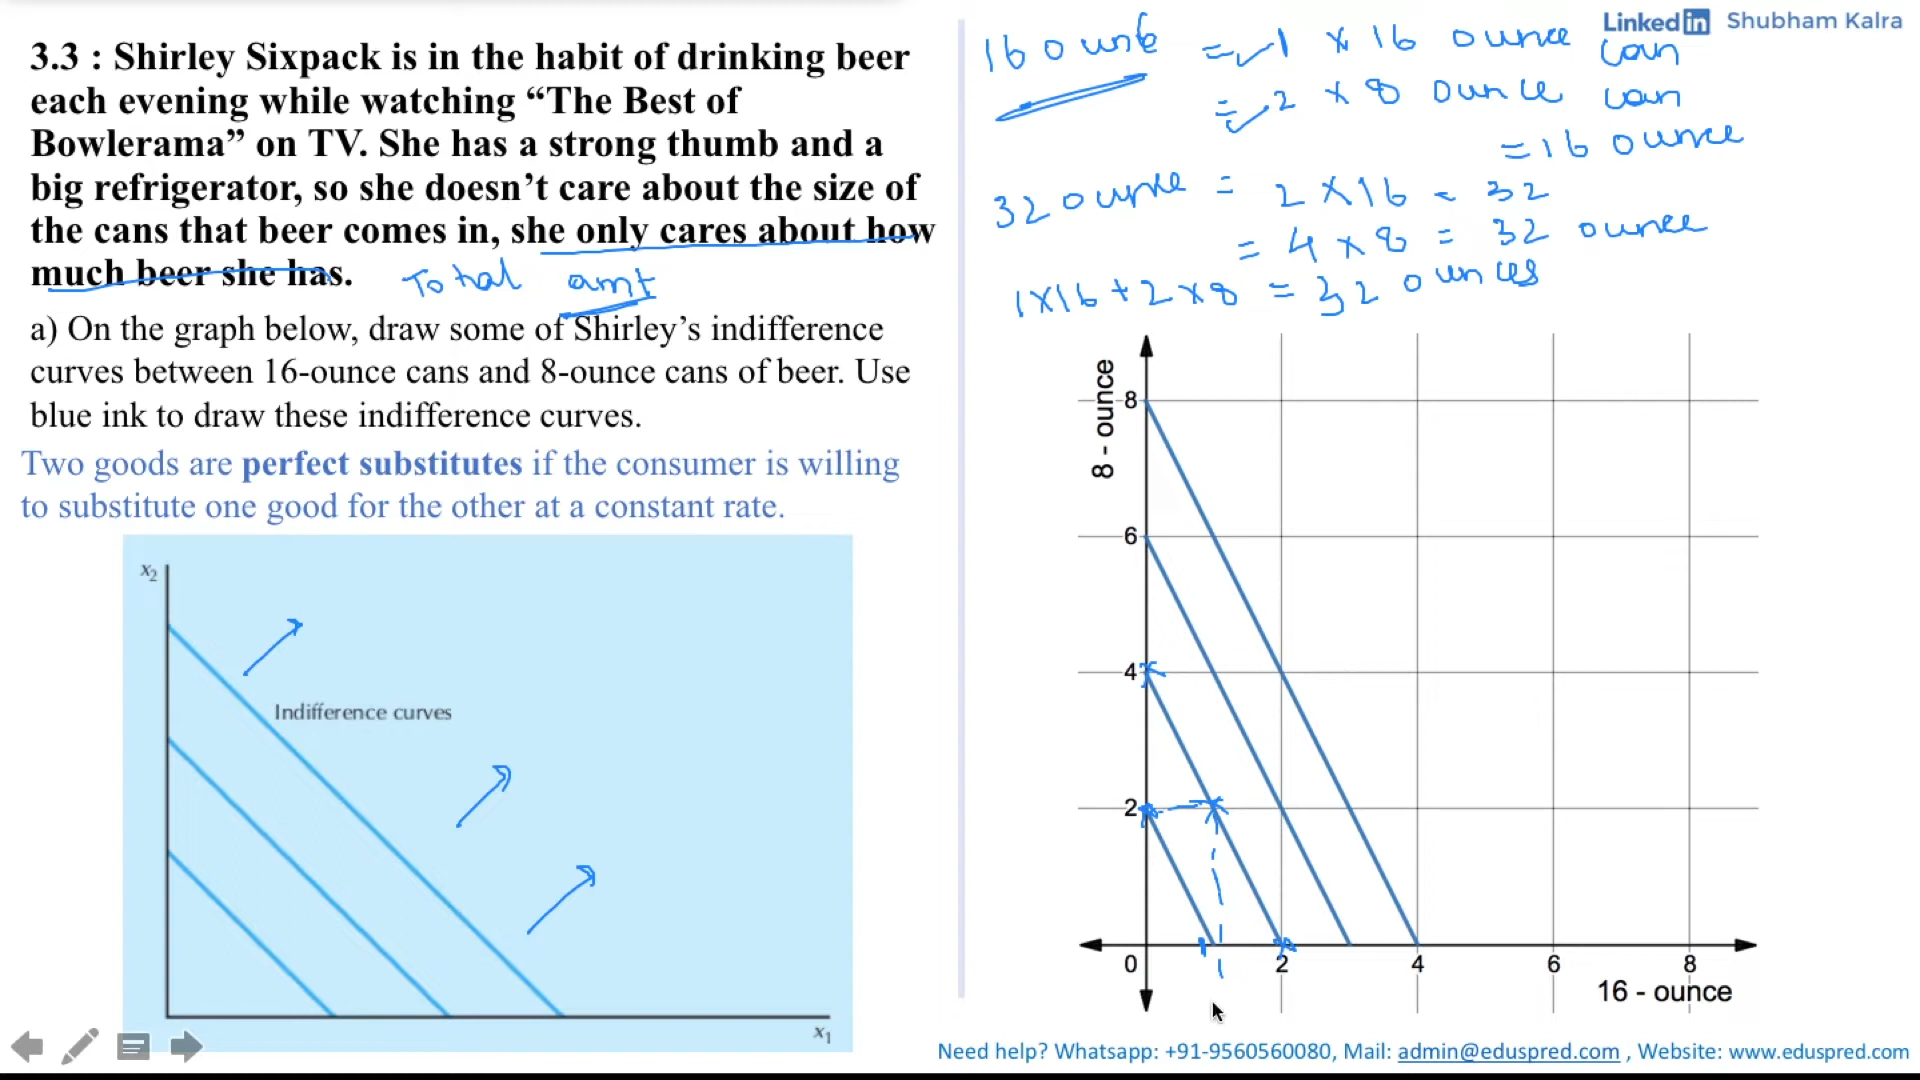 3.3 : Shirley Sixpack is in the habit of drinking beer
each evening while watching “The Best of
Bowlerama” on TV. She has a strong thumb and a
big refrigerator, so she doesn’t care about the size of
the cans that beer comes in, she only cares about how
much beer she has.
Total amt
a) On the graph below, draw some of Shirley’s indifference
curves between 16-ounce cans and 8-ounce cans of beer. Use
blue ink to draw these indifference curves.
Two goods are perfect substitutes if the consumer is willing
to substitute one good for the other at a constant rate.
x2
Indifference curves
x1
Linked in Shubham Kalra
= 1 × 16 ounce can
= 2 × 8 ounce can
= 16 ounce
32 ounce = 2 × 16 = 32
= 4 × 8 = 32 ounce
1×16 + 2×8 = 32 ounces
8 - ounce
8
6
4
2
0 2 4 6 8
16 - ounce
Need help? Whatsapp: +91-9560560080, Mail: admin@eduspred.com , Website: www.eduspred.com